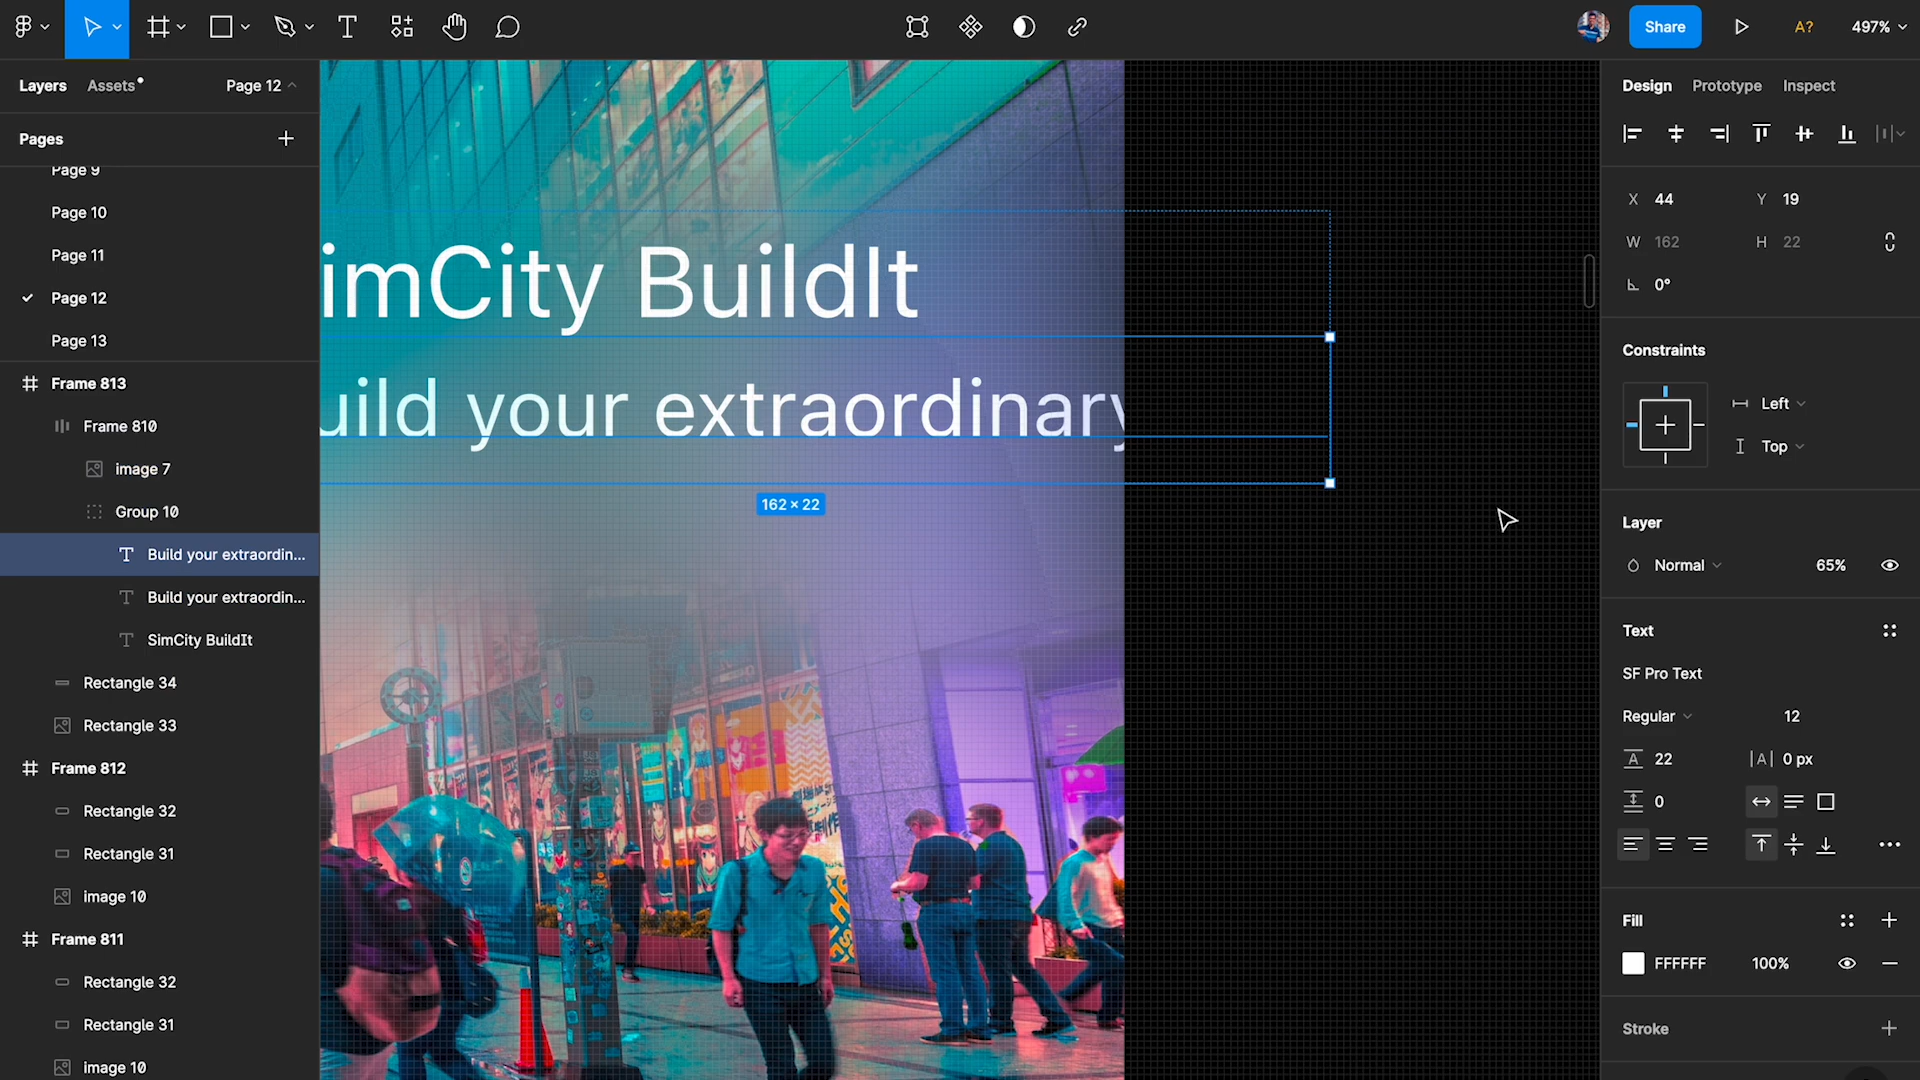 Share
A?
497%
Layers
Assets
Page 12
Design
Prototype
Inspect
Pages
Page 9
Page 10
Page 11
Page 12
Page 13
Frame 813
Frame 810
image 7
Group 10
Build your extraordin...
Build your extraordin...
SimCity BuildIt
Rectangle 34
Rectangle 33
Frame 812
Rectangle 32
Rectangle 31
image 10
Frame 811
Rectangle 32
Rectangle 31
image 10
imCity BuildIt
uild your extraordinary
162 × 22
X 44
Y 19
W 162
H 22
0°
Constraints
Left
Top
Layer
Normal
65%
Text
SF Pro Text
Regular
12
22
0 px
0
Fill
FFFFFF
100%
Stroke